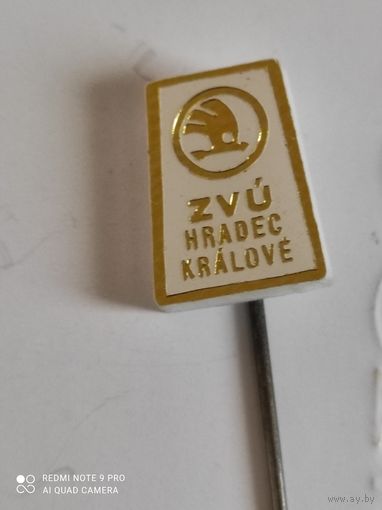 ZVÚ
HRADEC
KRÁLOVÉ
REDMI NOTE 9 PRO
AI QUAD CAMERA
www.ay.by